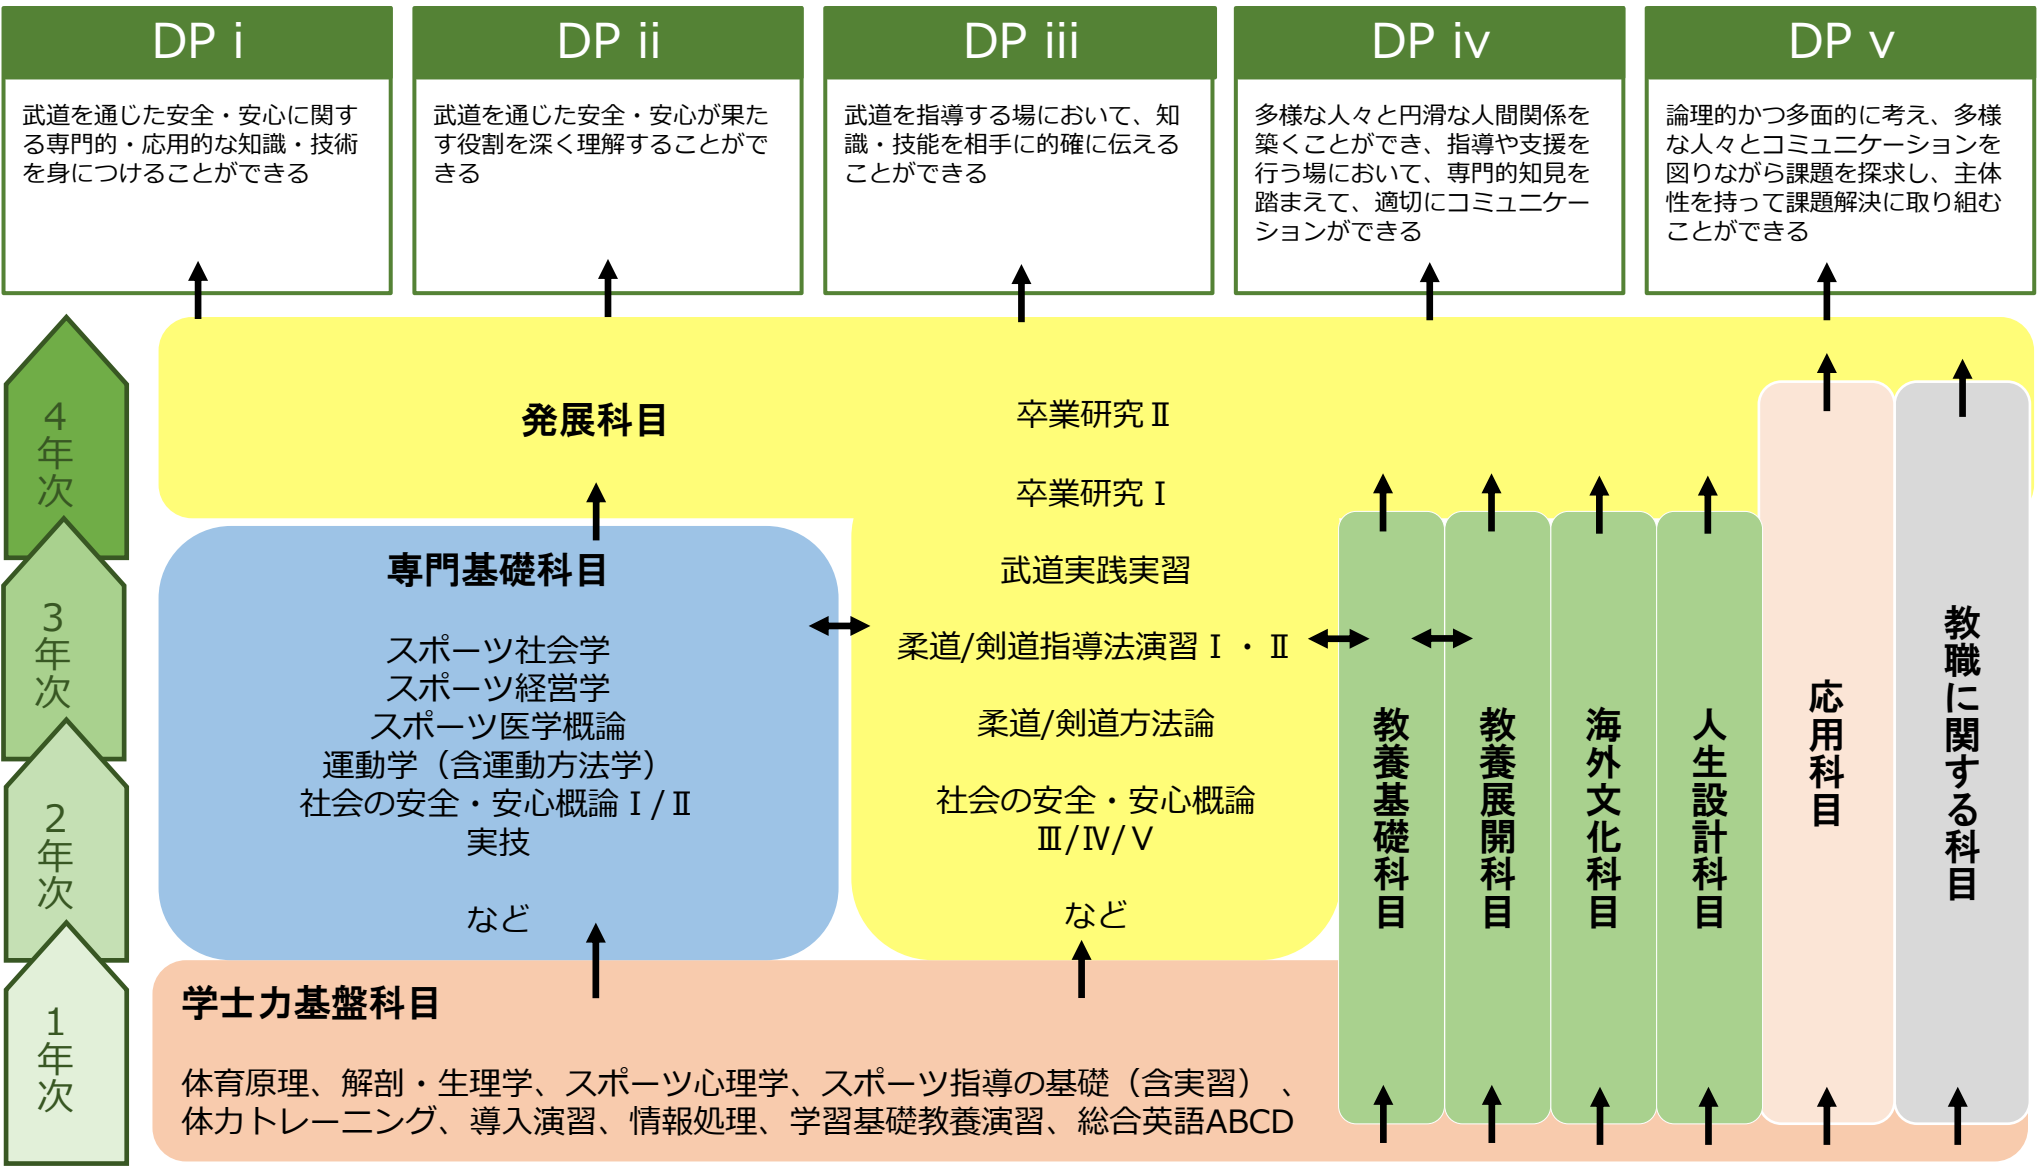 DP i
武道を通じた安全・安心に関す
る専門的・応用的な知識・技術
を身につけることができる
DP ii
武道を通じた安全・安心が果た
す役割を深く理解することがで
きる
DP iii
武道を指導する場において、知
識・技能を相手に的確に伝える
ことができる
DP iv
多様な人々と円滑な人間関係を
築くことができ、指導や支援を
行う場において、専門的知見を
踏まえて、適切にコミュニケー
ションができる
DP v
論理的かつ多面的に考え、多様
な人々とコミュニケーションを
図りながら課題を探求し、主体
性を持って課題解決に取り組む
ことができる
4年次
3年次
2年次
1年次
発展科目
卒業研究Ⅱ
卒業研究Ⅰ
武道実践実習
柔道/剣道指導法演習Ⅰ・Ⅱ
柔道/剣道方法論
社会の安全・安心概論
Ⅲ/Ⅳ/Ⅴ
など
専門基礎科目
スポーツ社会学
スポーツ経営学
スポーツ医学概論
運動学（含運動方法学）
社会の安全・安心概論Ⅰ/Ⅱ
実技
など
教養基礎科目
教養展開科目
海外文化科目
人生設計科目
応用科目
教職に関する科目
学士力基盤科目
体育原理、解剖・生理学、スポーツ心理学、スポーツ指導の基礎（含実習）、
体力トレーニング、導入演習、情報処理、学習基礎教養演習、総合英語ABCD